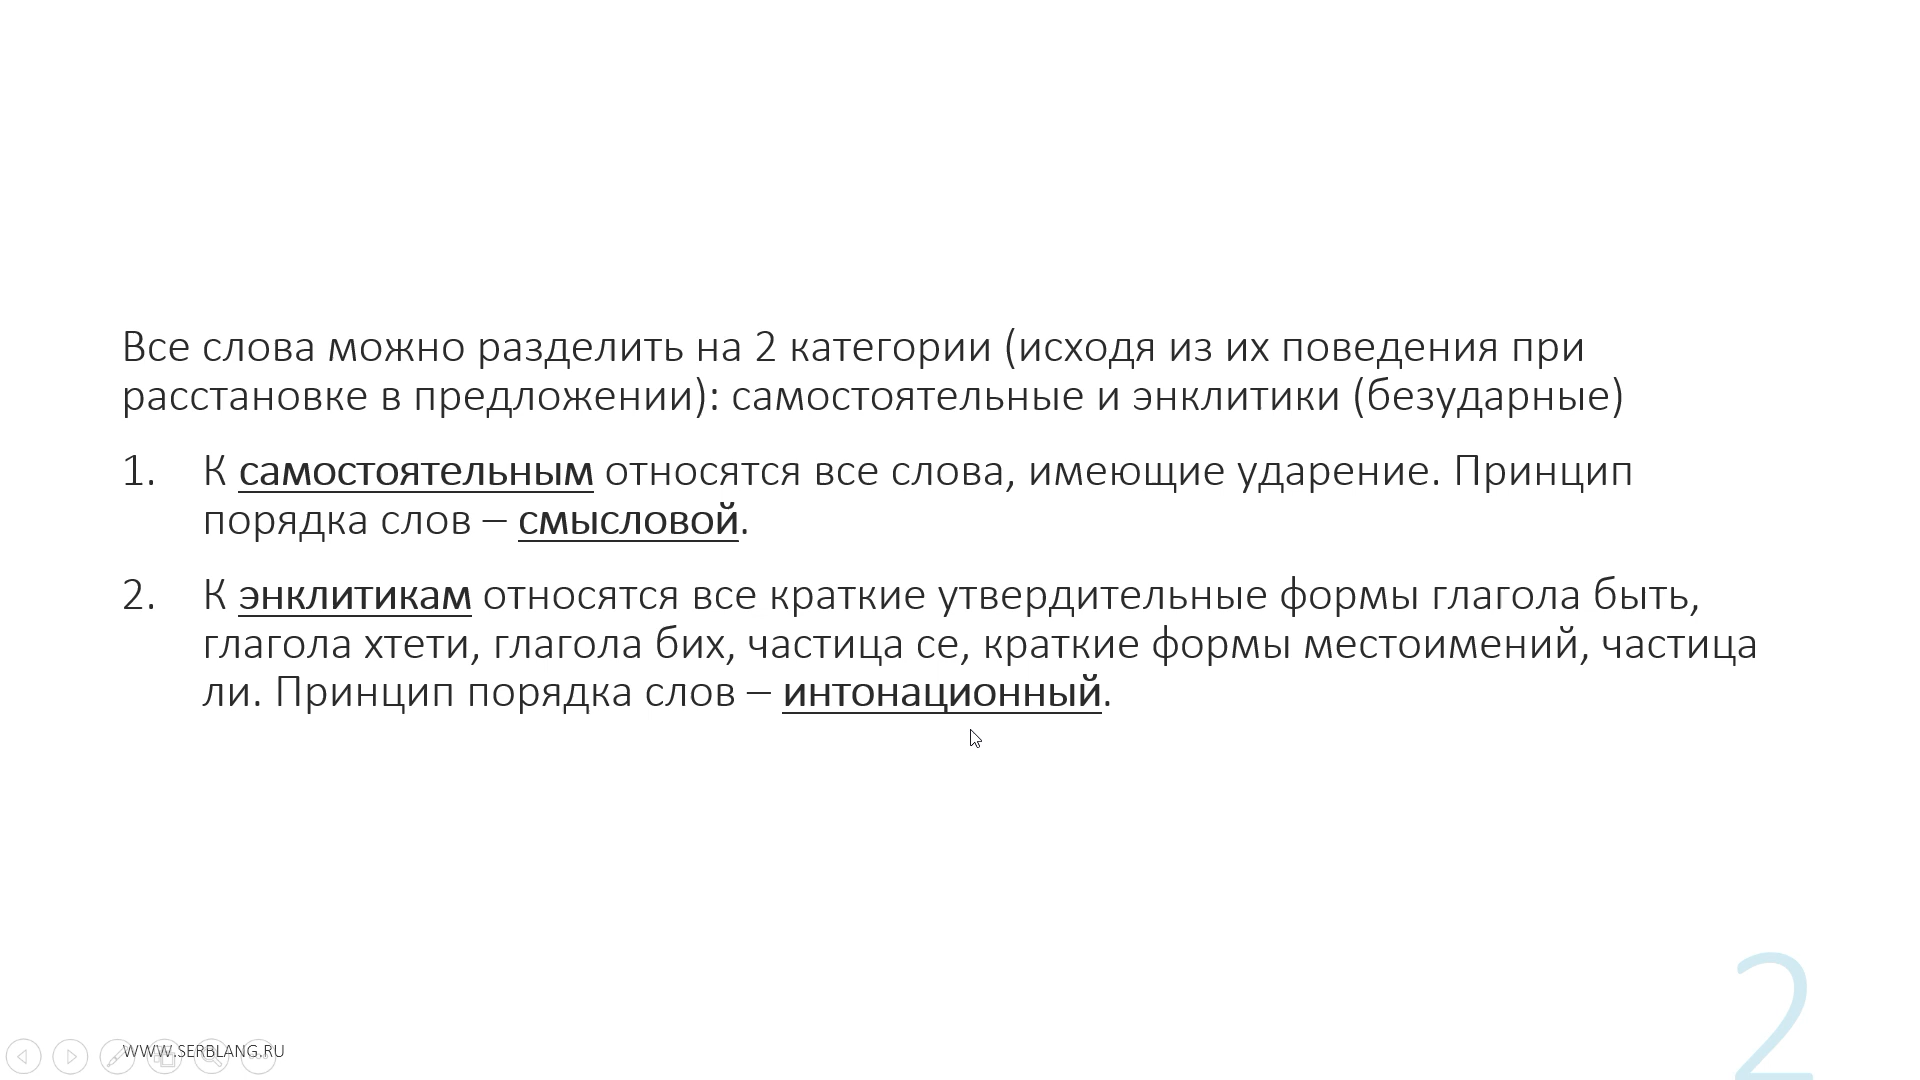 Все слова можно разделить на 2 категории (исходя из их поведения при
расстановке в предложении): самостоятельные и энклитики (безударные)
1. К самостоятельным относятся все слова, имеющие ударение. Принцип
порядка слов – смысловой.
2. К энклитикам относятся все краткие утвердительные формы глагола быть,
глагола хтети, глагола бих, частица се, краткие формы местоимений, частица
ли. Принцип порядка слов – интонационный.
WWW.SERBLANG.RU
2